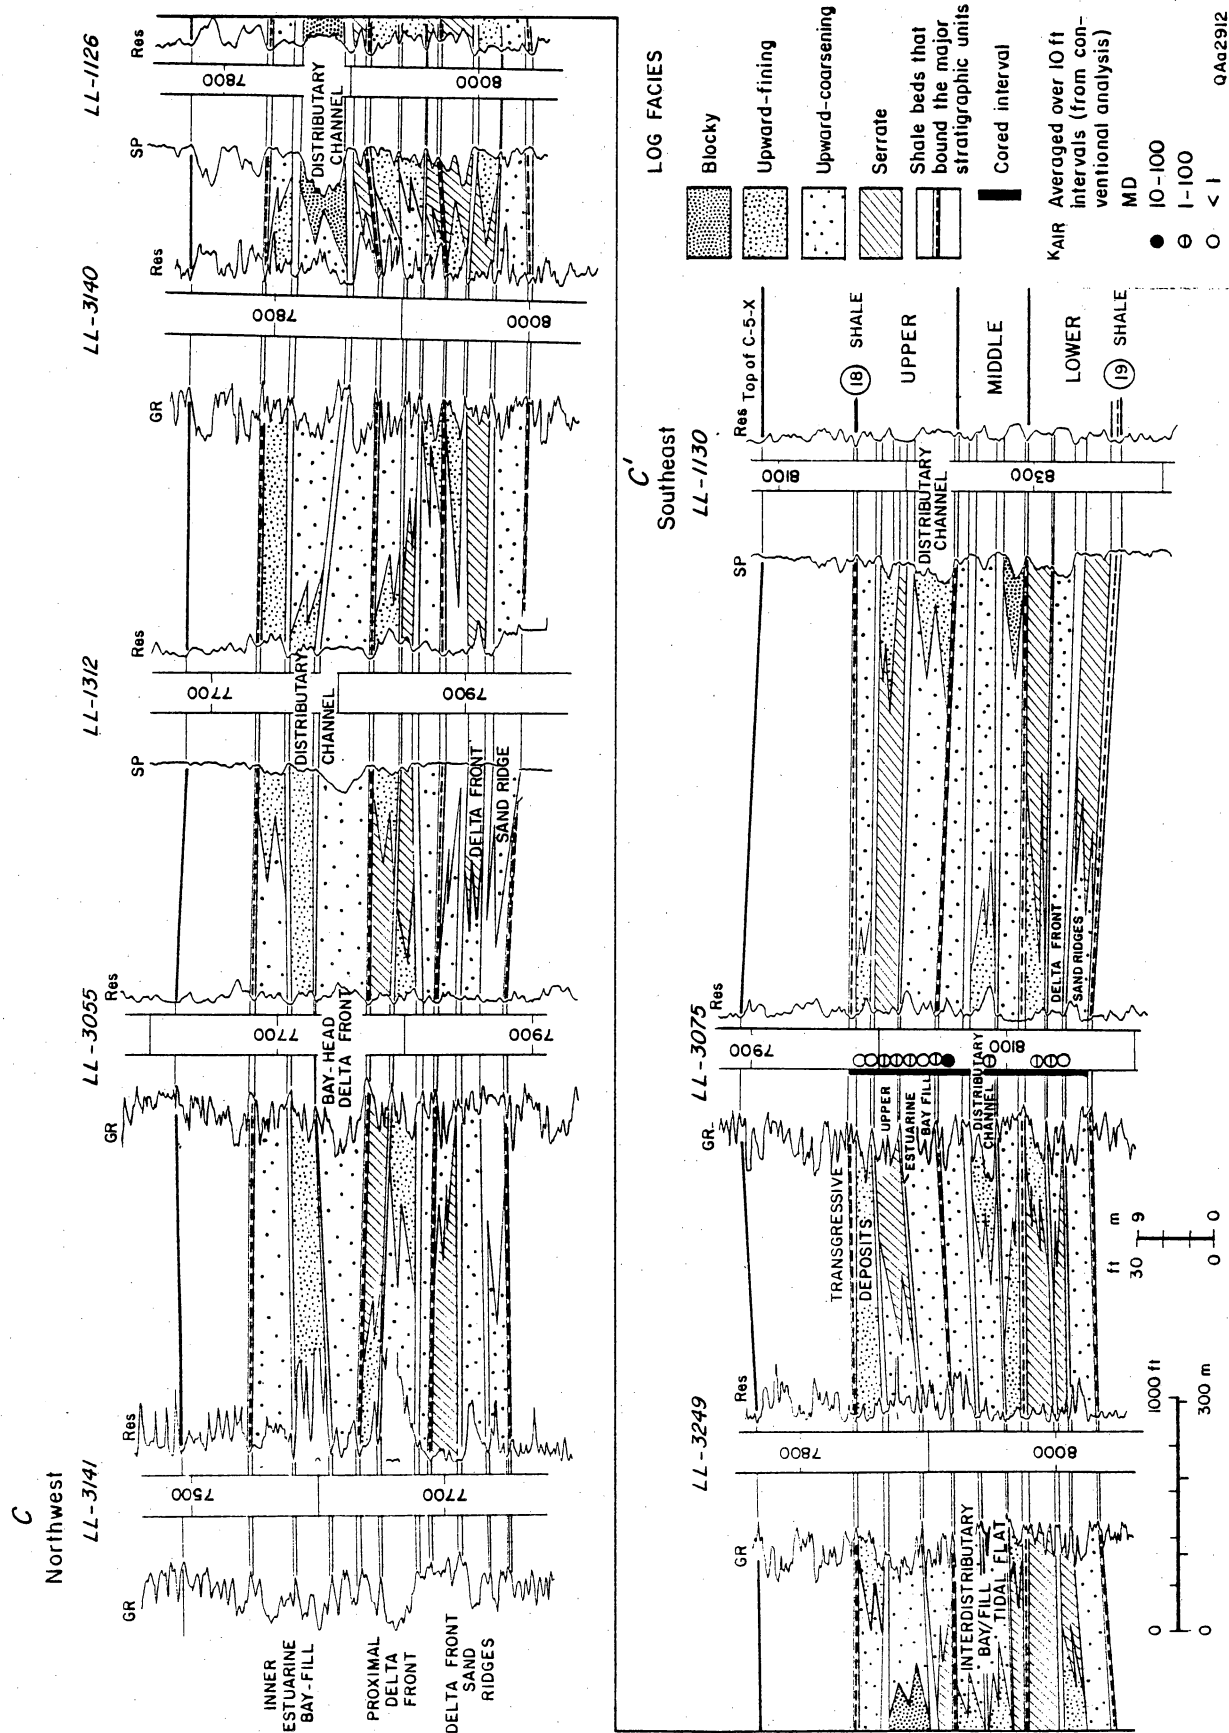 C
Northwest
LL-3141
LL-3055
LL-1312
LL-3140
LL-1126
GR
Res
GR
Res
SP
Res
GR
Res
SP
Res
7500
7700
7700
7900
7700
7900
7800
8000
7800
8000
INNER
ESTUARINE
BAY-FILL
PROXIMAL
DELTA
FRONT
DELTA FRONT
SAND
RIDGES
BAY-HEAD
DELTA FRONT
DISTRIBUTARY
CHANNEL
DELTA FRONT
SAND RIDGE
DISTRIBUTARY
CHANNEL
C'
Southeast
LL-3249
LL-3075
LL-1130
GR
Res
GR
Res
SP
Res
7800
8000
7900
8100
8100
8300
INTERDISTRIBUTARY
BAY/FILL
TIDAL FLAT
TRANSGRESSIVE
DEPOSITS
UPPER
ESTUARINE
BAY FILL
DISTRIBUTARY
CHANNEL
DELTA FRONT
SAND RIDGES
DISTRIBUTARY
CHANNEL
Top of C-5-X
18 SHALE
UPPER
MIDDLE
LOWER
19 SHALE
0 1000 ft
0 300 m
ft m
30 9
0 0
LOG FACIES
Blocky
Upward-fining
Upward-coarsening
Serrate
Shale beds that
bound the major
stratigraphic units
Cored interval
KAIR Averaged over 10 ft
intervals (from con-
ventional analysis)
MD
10-100
1-100
< 1
QAa2912